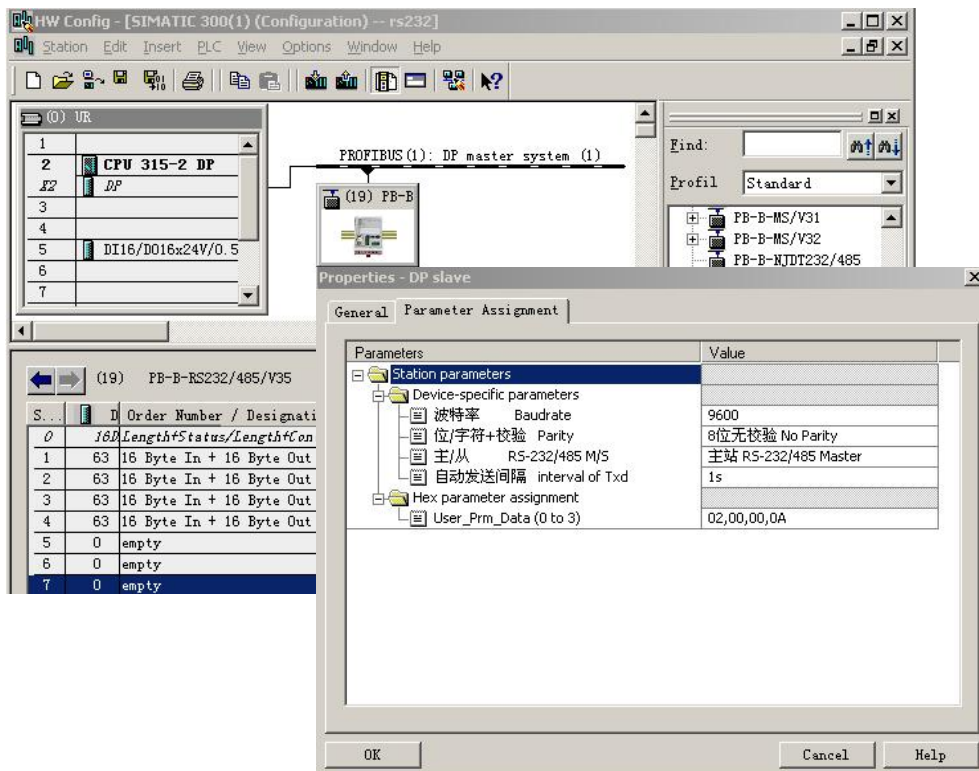 HW Config - [SIMATIC 300(1) (Configuration) -- rs232]
Station Edit Insert PLC View Options Window Help
(0) UR
1
2 CPU 315-2 DP
X2 DP
3
4
5 DI16/DO16x24V/0.5
6
7
PROFIBUS(1): DP master system (1)
(19) PB-B
Find:
Profil Standard
PB-B-MS/V31
PB-B-MS/V32
PB-B-NJDT232/485
(19) PB-B-RS232/485/V35
S... D Order Number / Designati
0 16D Length+Status/Length+Con
1 63 16 Byte In + 16 Byte Out
2 63 16 Byte In + 16 Byte Out
3 63 16 Byte In + 16 Byte Out
4 63 16 Byte In + 16 Byte Out
5 0 empty
6 0 empty
7 0 empty
Properties - DP slave
General Parameter Assignment
Parameters Value
Station parameters
Device-specific parameters
波特率 Baudrate 9600
位/字符+校验 Parity 8位无校验 No Parity
主/从 RS-232/485 M/S 主站 RS-232/485 Master
自动发送间隔 interval of Txd 1s
Hex parameter assignment
User_Prm_Data (0 to 3) 02,00,00,0A
OK Cancel Help